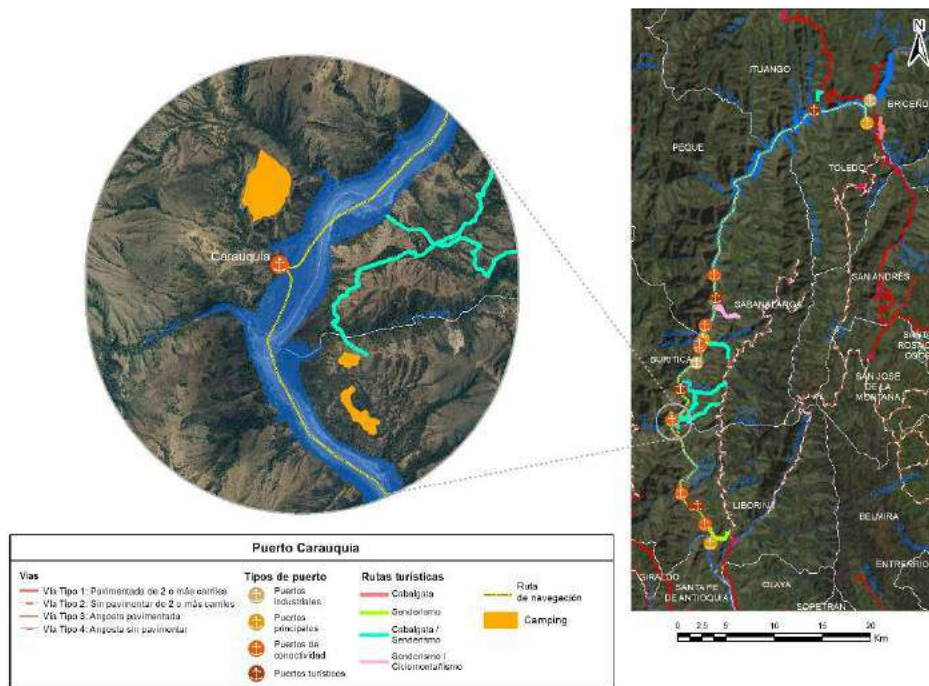 N
ITUANGO
BRICEÑO
PEQUE
TOLEDO
Carauquia
SAN ANDRÉS
SABANALARGA
SANTA
ROSA DE
OSOS
BURITICÁ
SAN JOSÉ
DE LA
MONTAÑA
LIBORINA
BELMIRA
ENTRERRIOS
GIRALDO
SANTA FE
DE ANTIOQUIA
OLAYA
SOPETRÁN
0 2.5 5 10 15 20
Km
Puerto Carauquia
Vías
Vía Tipo 1: Pavimentada de 2 o más carriles
Vía Tipo 2: Sin pavimentar de 2 o más carriles
Vía Tipo 3: Angosta pavimentada
Vía Tipo 4: Angosta sin pavimentar
Tipos de puerto
Puertos
industriales
Puertos
principales
Puertos de
conectividad
Puertos turísticos
Rutas turísticas
Cabalgata
Senderismo
Cabalgata /
Senderismo
Senderismo /
Ciclomontañismo
Ruta
de navegación
Camping